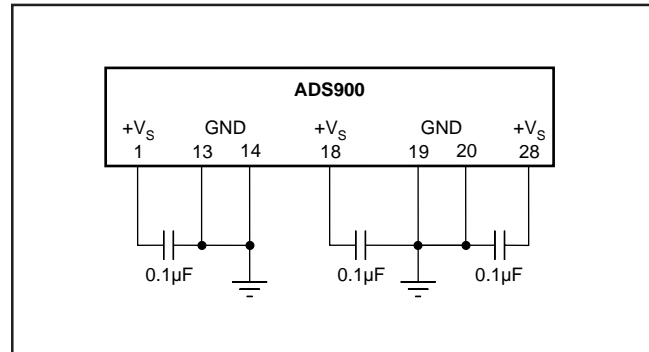 ADS900
+VS GND +VS GND +VS
1 13 14 18 19 20 28
0.1µF 0.1µF 0.1µF